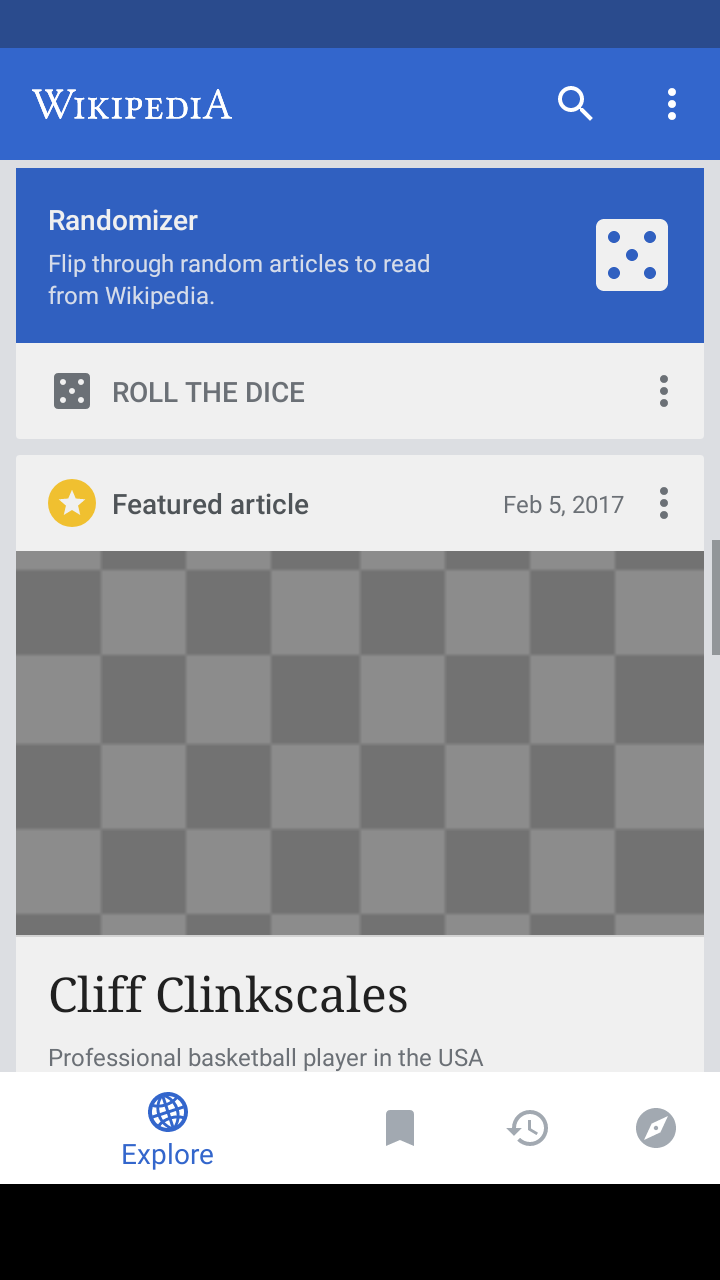 WIKIPEDIA
Randomizer
Flip through random articles to read
from Wikipedia.
ROLL THE DICE
Featured article Feb 5, 2017
Cliff Clinkscales
Professional basketball player in the USA
Explore